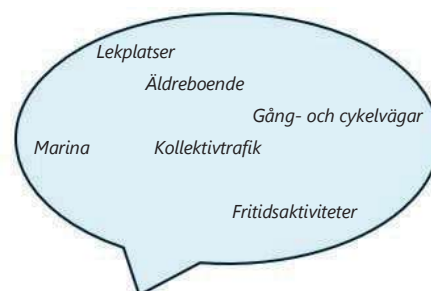 Lekplatser
Äldreboende
Gång- och cykelvägar
Marina
Kollektivtrafik
Fritidsaktiviteter